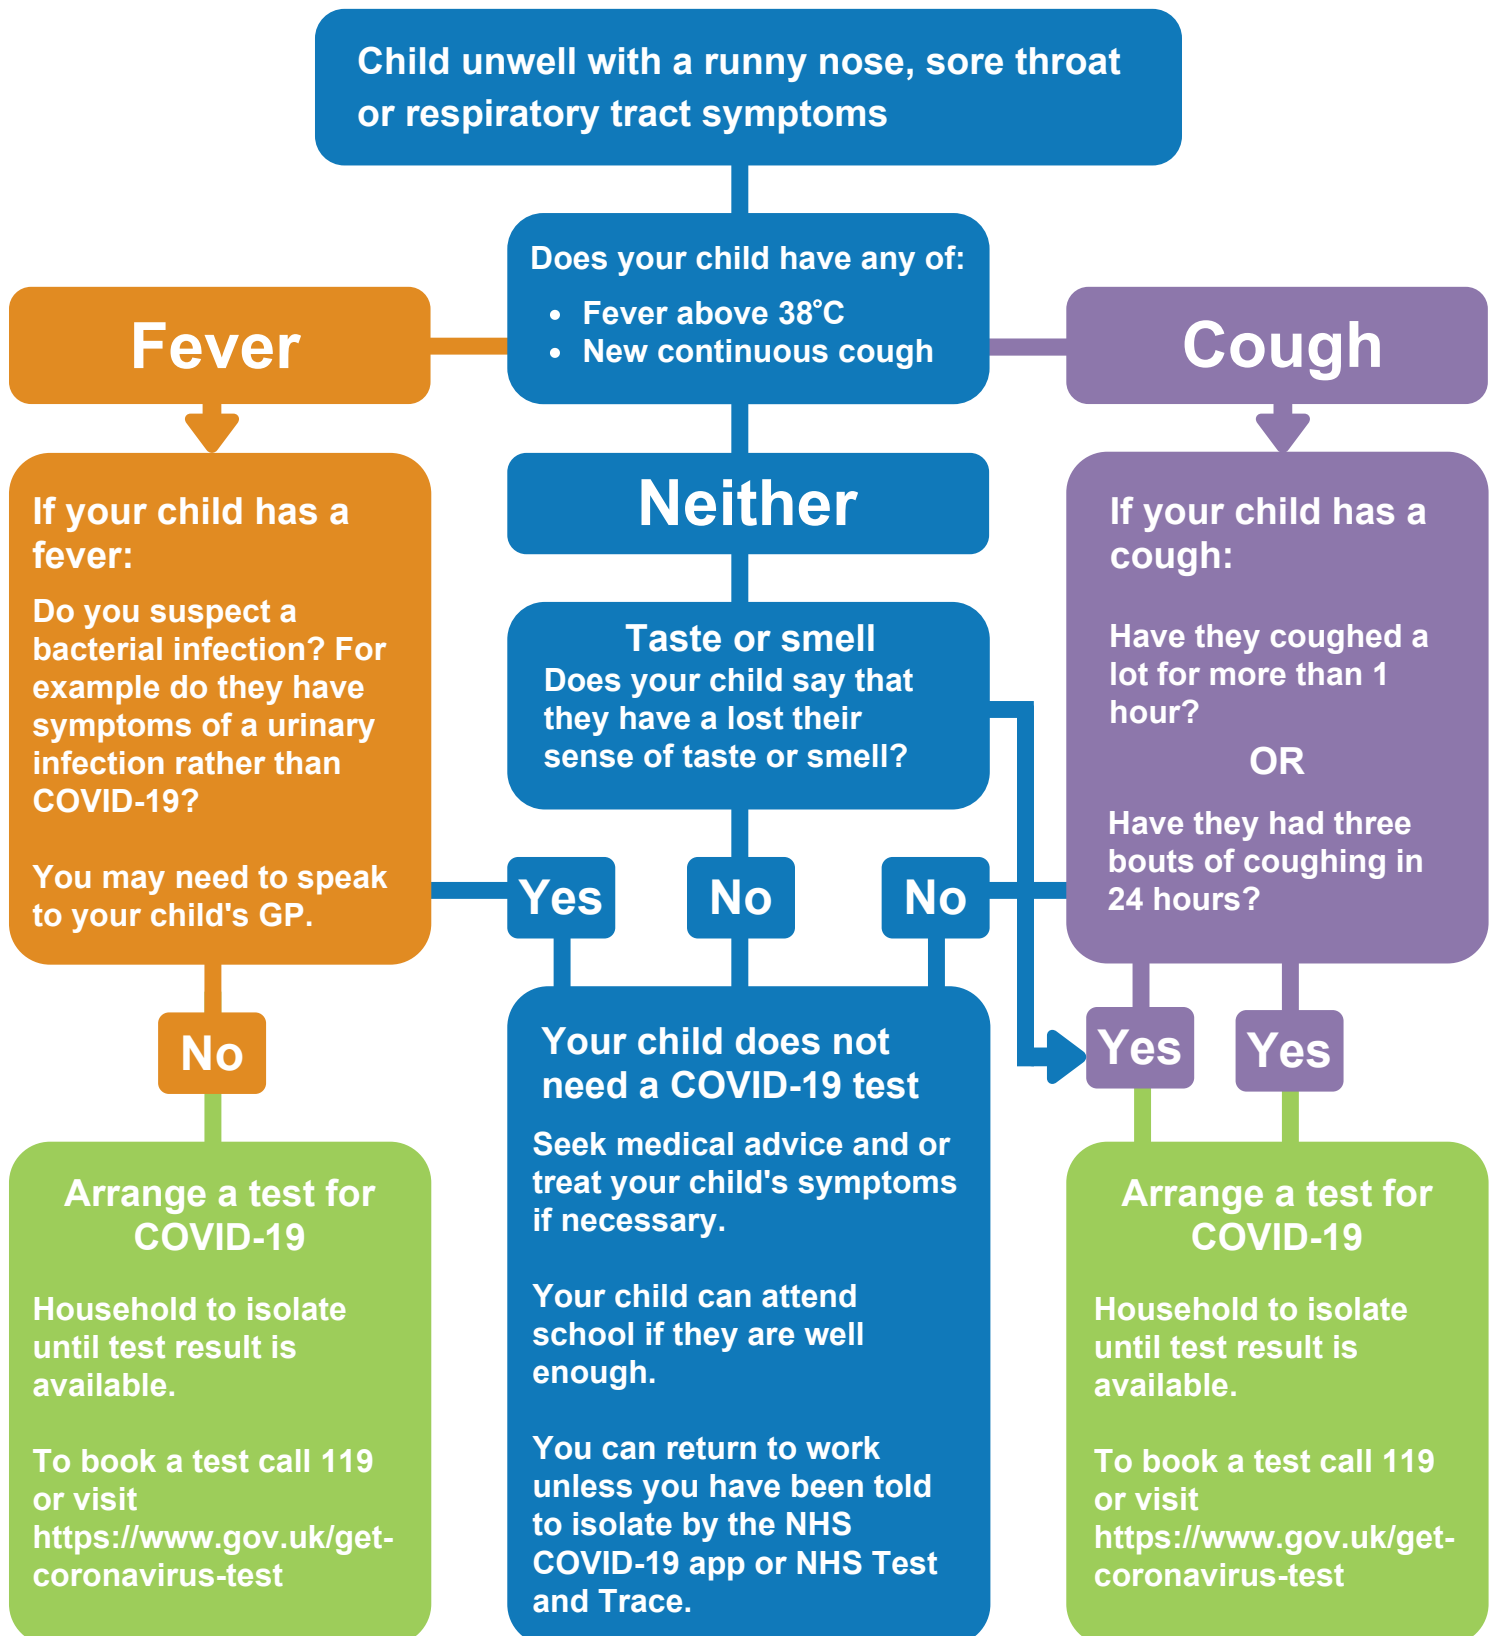 Child unwell with a runny nose, sore throat
or respiratory tract symptoms
Does your child have any of:
• Fever above 38°C
• New continuous cough
Fever
Cough
Neither
If your child has a
fever:
Do you suspect a
bacterial infection? For
example do they have
symptoms of a urinary
infection rather than
COVID-19?
You may need to speak
to your child's GP.
Taste or smell
Does your child say that
they have a lost their
sense of taste or smell?
If your child has a
cough:
Have they coughed a
lot for more than 1
hour?
OR
Have they had three
bouts of coughing in
24 hours?
Yes
No
No
No
Yes
Yes
Arrange a test for
COVID-19
Household to isolate
until test result is
available.
To book a test call 119
or visit
https://www.gov.uk/get-
coronavirus-test
Your child does not
need a COVID-19 test
Seek medical advice and or
treat your child's symptoms
if necessary.
Your child can attend
school if they are well
enough.
You can return to work
unless you have been told
to isolate by the NHS
COVID-19 app or NHS Test
and Trace.
Arrange a test for
COVID-19
Household to isolate
until test result is
available.
To book a test call 119
or visit
https://www.gov.uk/get-
coronavirus-test